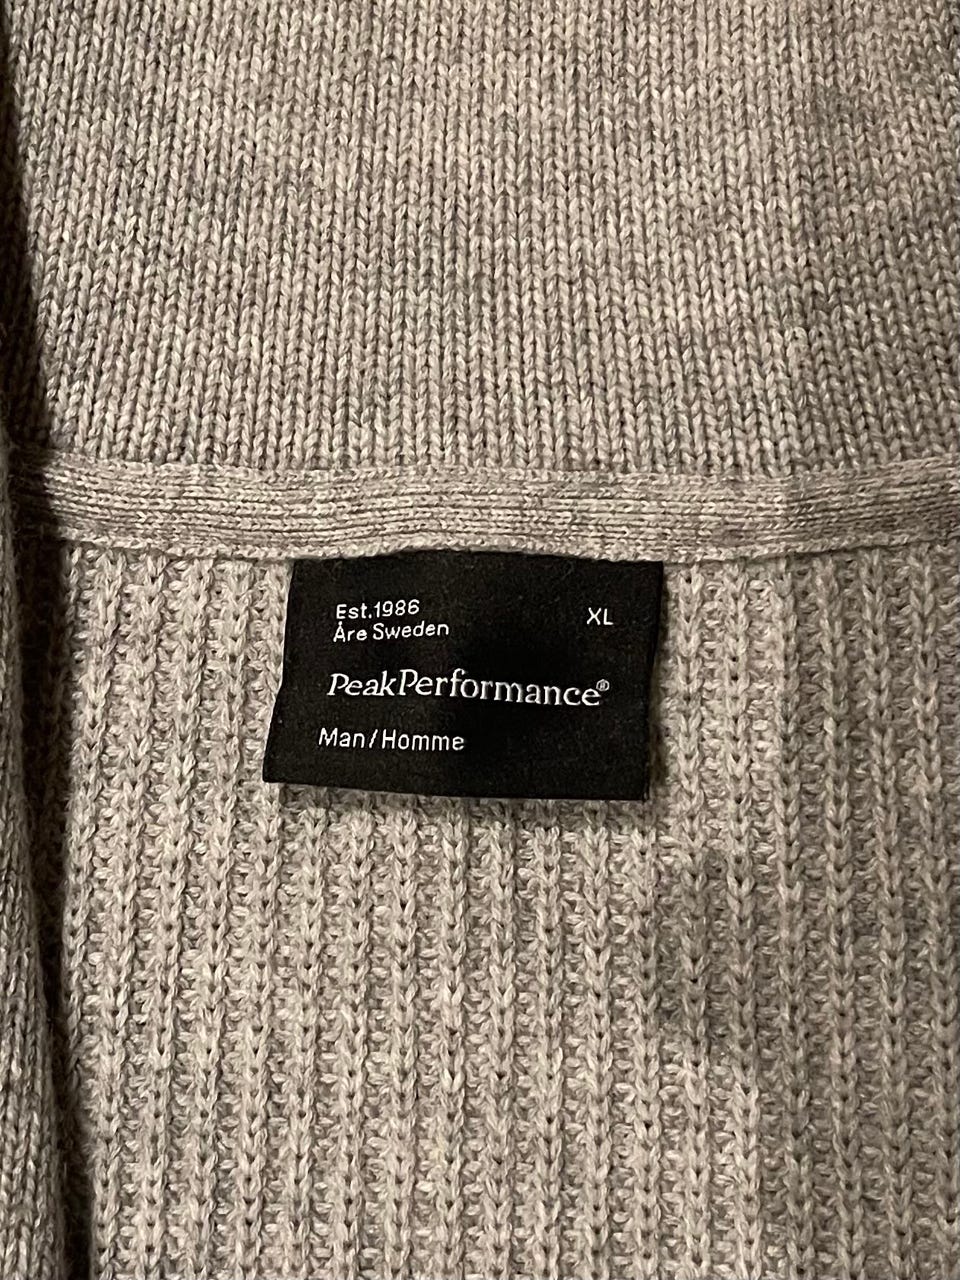 Est.1986
XL
Åre Sweden
PeakPerformance®
Man/Homme